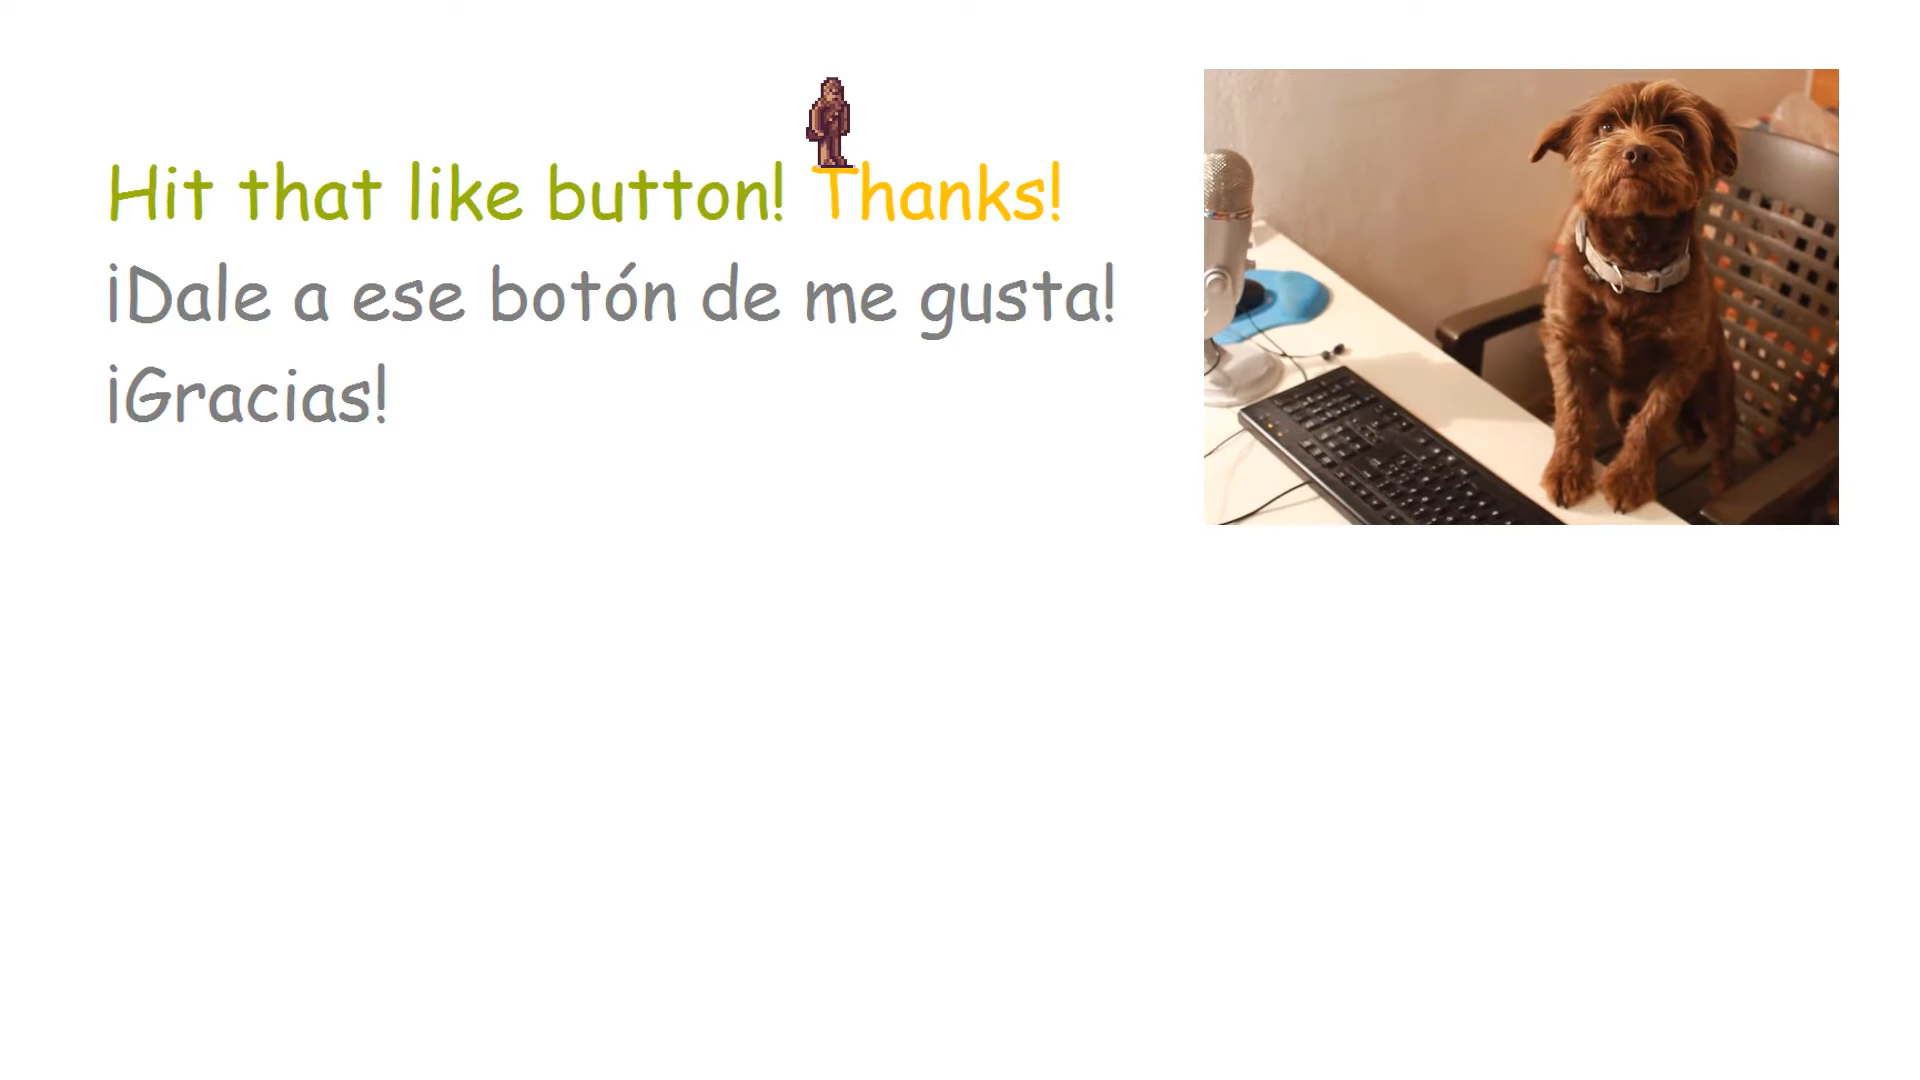 Hit that like button! Thanks!
¡Dale a ese botón de me gusta!
¡Gracias!